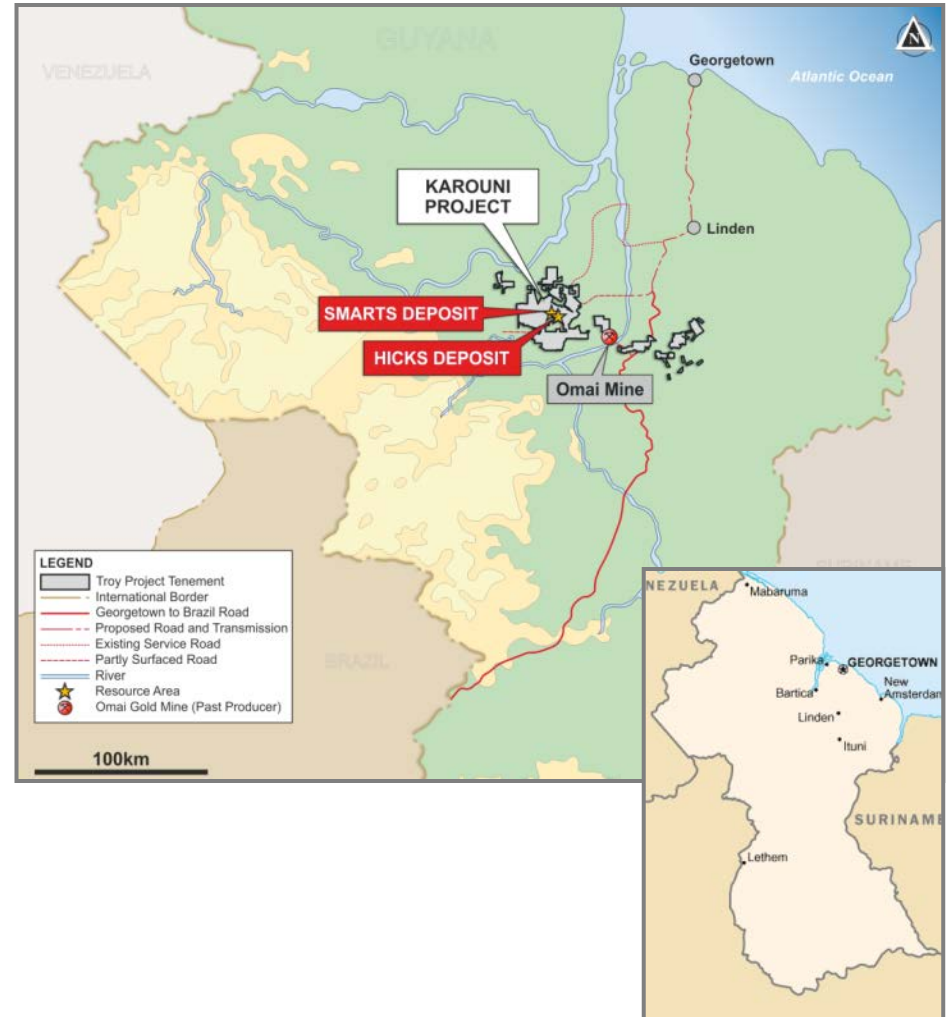 GUYANA
VENEZUELA
N
Georgetown
Atlantic Ocean
KAROUNI
PROJECT
Linden
SMARTS DEPOSIT
HICKS DEPOSIT
Omai Mine
LEGEND
Troy Project Tenement
International Border
Georgetown to Brazil Road
Proposed Road and Transmission
Existing Service Road
Partly Surfaced Road
River
Resource Area
Omai Gold Mine (Past Producer)
100km
BRAZIL
SURINAME
NEZUELA
Mabaruma
Parika
GEORGETOWN
Bartica
New
Amsterdam
Linden
Ituni
SURINAME
Lethem